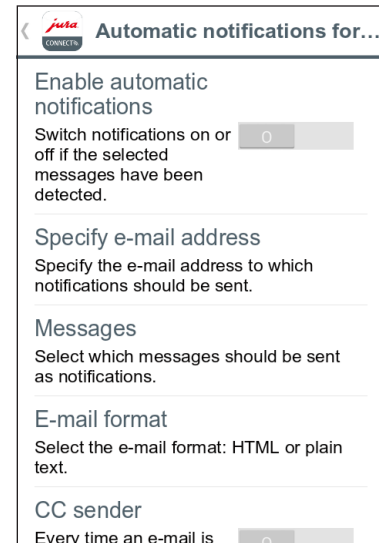 jura
CONNECT
Automatic notifications for...
Enable automatic
notifications
Switch notifications on or
off if the selected
messages have been
detected.
O
Specify e-mail address
Specify the e-mail address to which
notifications should be sent.
Messages
Select which messages should be sent
as notifications.
E-mail format
Select the e-mail format: HTML or plain
text.
CC sender
Every time an e-mail is
O